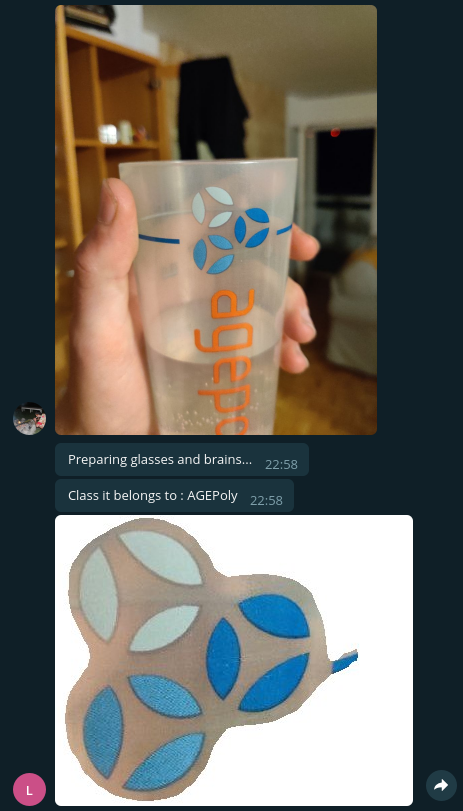 agepo
Preparing glasses and brains... 22:58
Class it belongs to : AGEPoly 22:58
L